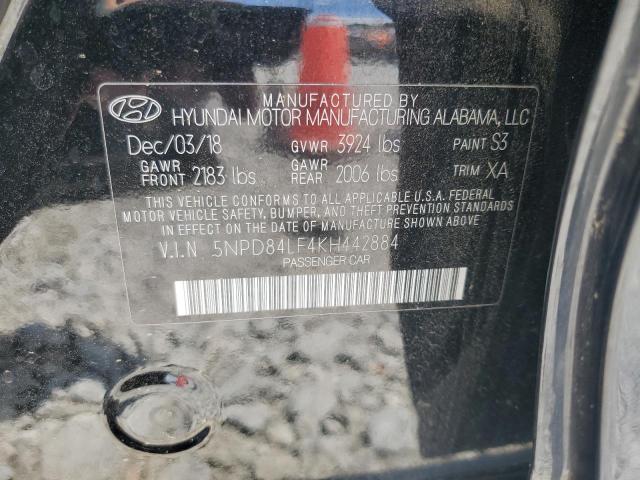 MANUFACTURED BY
HYUNDAI MOTOR MANUFACTURING ALABAMA, LLC
Dec/03/18 GVWR 3924 lbs PAINT S3
GAWR FRONT 2183 lbs GAWR REAR 2006 lbs TRIM XA
THIS VEHICLE CONFORMS TO ALL APPLICABLE U.S.A. FEDERAL
MOTOR VEHICLE SAFETY, BUMPER, AND THEFT PREVENTION STANDARDS
IN EFFECT ON THE DATE OF MANUFACTURE SHOWN ABOVE.
V.I.N 5NPD84LF4KH442884
PASSENGER CAR